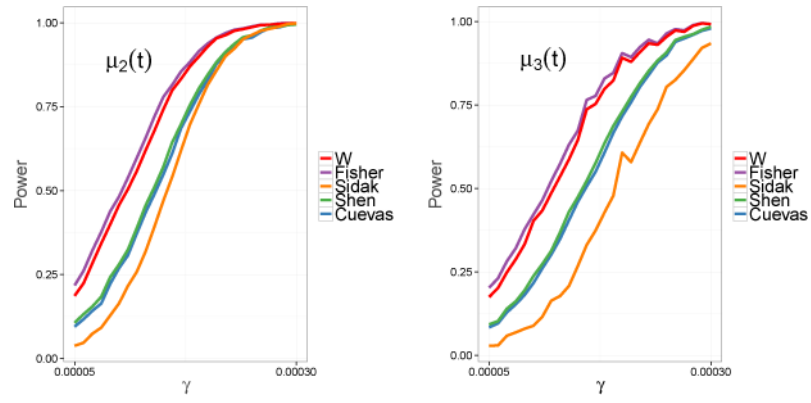 1.00
0.75
0.50
0.25
0.00
Power
μ₂(t)
0.00005
0.00030
γ
W
Fisher
Sidak
Shen
Cuevas
1.00
0.75
0.50
0.25
0.00
Power
μ₃(t)
0.00005
0.00030
γ
W
Fisher
Sidak
Shen
Cuevas